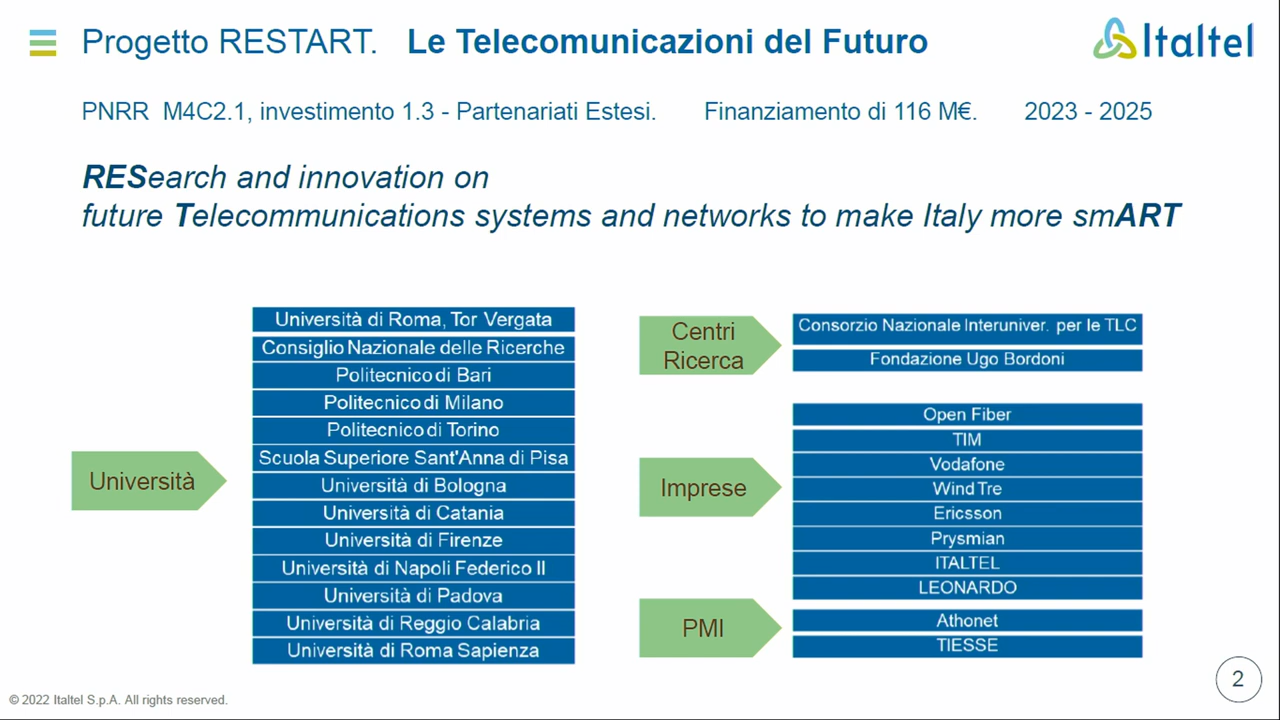 Progetto RESTART. Le Telecomunicazioni del Futuro
Italtel
PNRR M4C2.1, investimento 1.3 - Partenariati Estesi. Finanziamento di 116 M€. 2023 - 2025
RESearch and innovation on
future Telecommunications systems and networks to make Italy more smART
Università
Università di Roma, Tor Vergata
Consiglio Nazionale delle Ricerche
Politecnico di Bari
Politecnico di Milano
Politecnico di Torino
Scuola Superiore Sant'Anna di Pisa
Università di Bologna
Università di Catania
Università di Firenze
Università di Napoli Federico II
Università di Padova
Università di Reggio Calabria
Università di Roma Sapienza
Centri
Ricerca
Consorzio Nazionale Interuniver. per le TLC
Fondazione Ugo Bordoni
Imprese
Open Fiber
TIM
Vodafone
Wind Tre
Ericsson
Prysmian
ITALTEL
LEONARDO
PMI
Athonet
TIESSE
© 2022 Italtel S.p.A. All rights reserved.
2